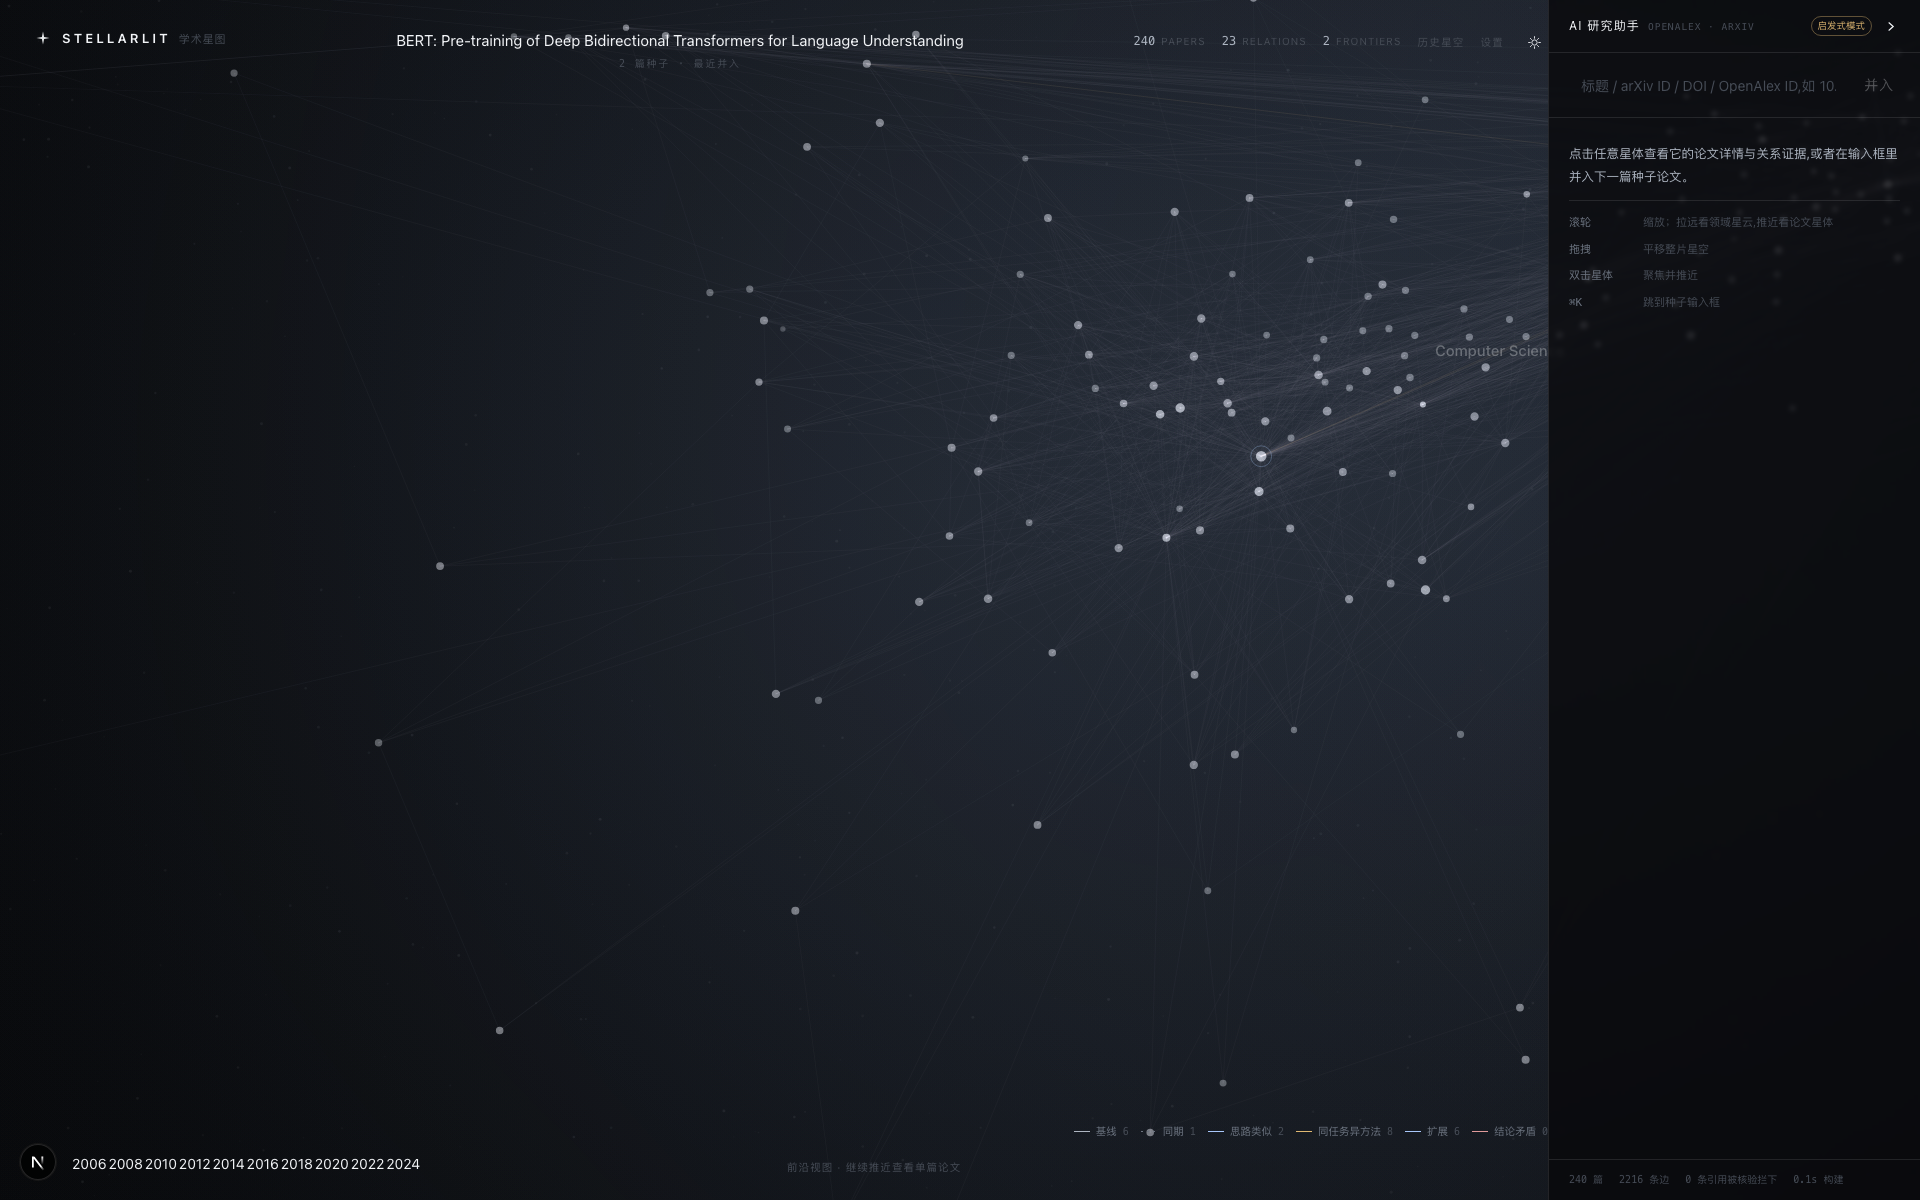 STELLARLIT 学术星图
BERT: Pre-training of Deep Bidirectional Transformers for Language Understanding
2 篇种子 · 最近并入
240 PAPERS 23 RELATIONS 2 FRONTIERS 历史星空 设置
AI 研究助手 OPENALEX · ARXIV 启发式模式
标题 / arXiv ID / DOI / OpenAlex ID,如 10. 并入
点击任意星体查看它的论文详情与关系证据,或者在输入框里
并入下一篇种子论文。
滚轮 缩放：拉远看领域星云,推近看论文星体
拖拽 平移整片星空
双击星体 聚焦并推近
⌘K 跳到种子输入框
Computer Scien
基线 6 同期 1 思路类似 2 同任务异方法 8 扩展 6 结论矛盾 0
N 2006 2008 2010 2012 2014 2016 2018 2020 2022 2024
前沿视图 · 继续推近查看单篇论文
240 篇 2216 条边 0 条引用被核验拦下 0.1s 构建